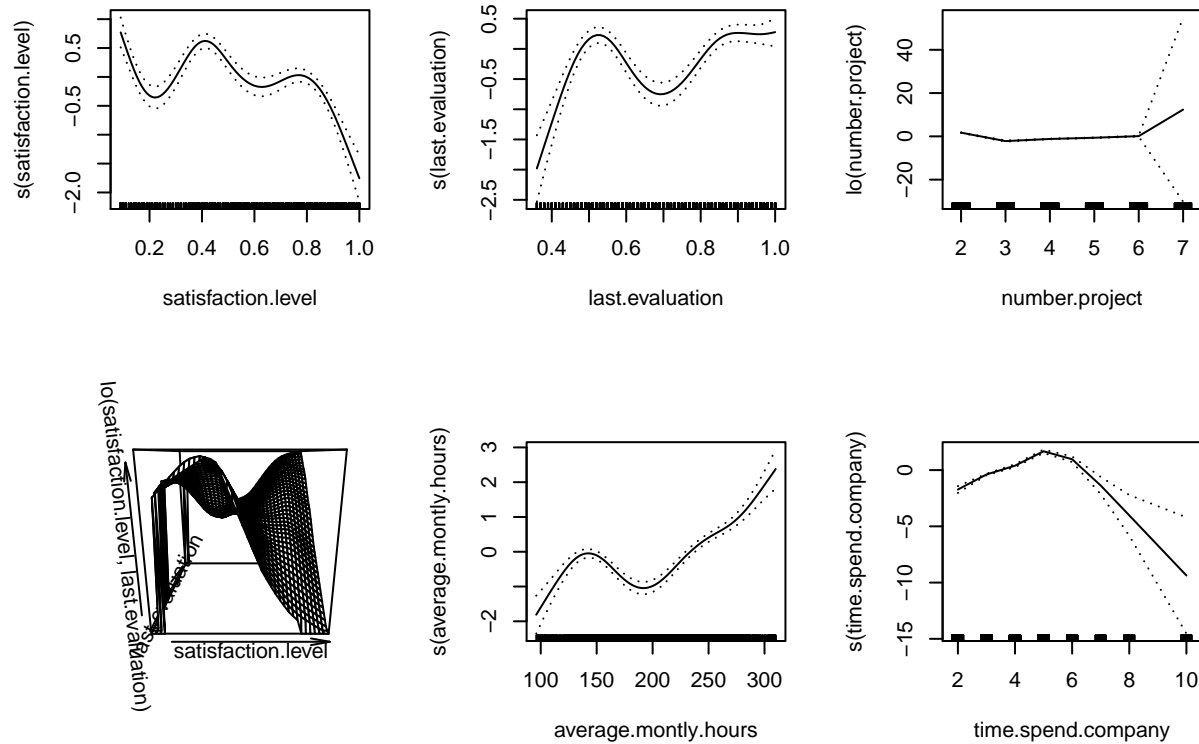 s(satisfaction.level)
0.5
−0.5
−2.0
0.2 0.4 0.6 0.8 1.0
satisfaction.level
s(last.evaluation)
0.5
−0.5
−1.5
−2.5
0.4 0.6 0.8 1.0
last.evaluation
lo(number.project)
40
20
0
−20
2 3 4 5 6 7
number.project
lo(satisfaction.level, last.evaluation)
satisfaction.level
s(average.montly.hours)
3
2
1
0
−2
100 150 200 250 300
average.montly.hours
s(time.spend.company)
0
−5
−10
−15
2 4 6 8 10
time.spend.company